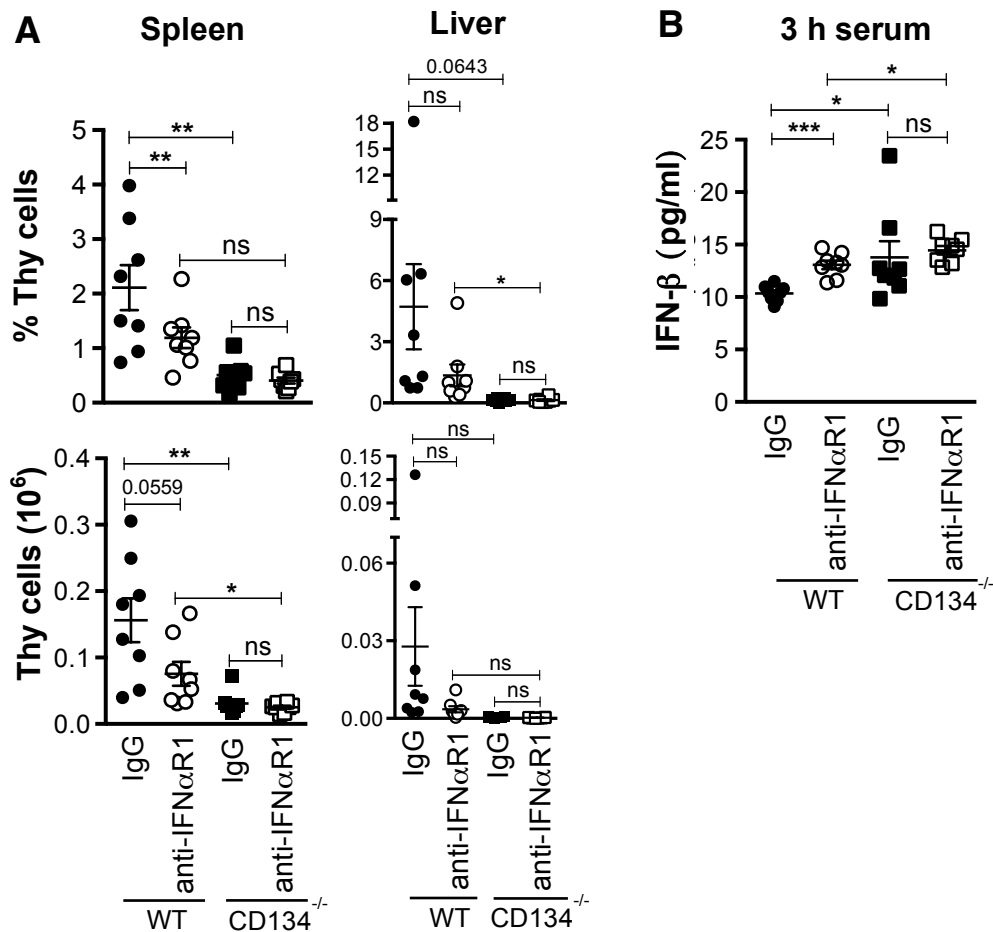 A
Spleen
Liver
B
3 h serum
% Thy cells
5
4
3
2
1
0
**
**
ns
ns
18
15
12
9
6
3
0
0.0643
ns
*
ns
IFN-β (pg/ml)
25
20
15
10
5
0
*
*
***
ns
IgG
anti-IFNαR1
IgG
anti-IFNαR1
WT
CD134-/-
Thy cells (10⁶)
0.4
0.3
0.2
0.1
0.0
**
0.0559
*
ns
0.15
0.12
0.09
0.06
0.03
0.00
ns
ns
ns
ns
IgG
anti-IFNαR1
IgG
anti-IFNαR1
WT
CD134-/-
IgG
anti-IFNαR1
IgG
anti-IFNαR1
WT
CD134-/-